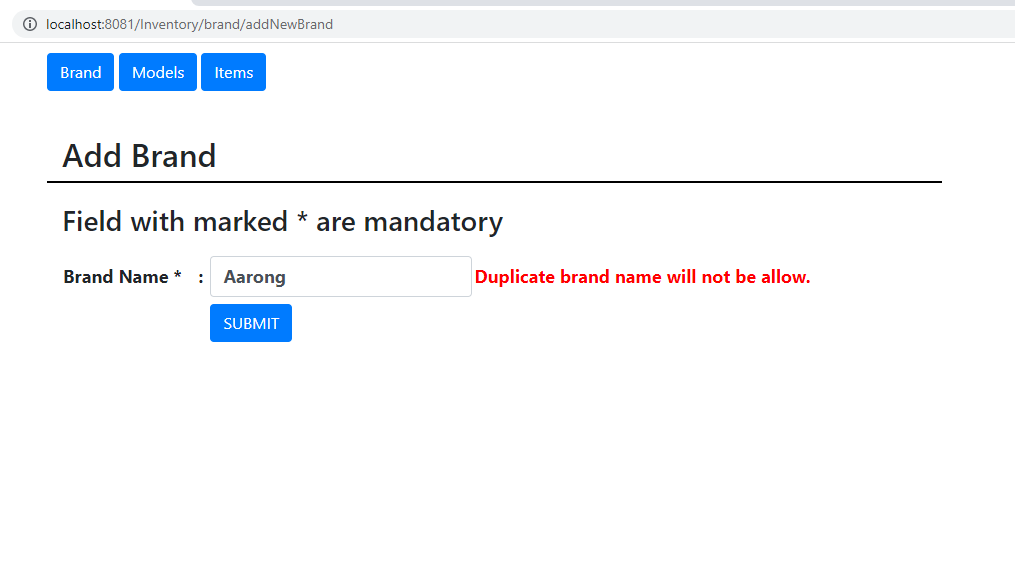 localhost:8081/Inventory/brand/addNewBrand
Brand Models Items
Add Brand
Field with marked * are mandatory
Brand Name * : Aarong Duplicate brand name will not be allow.
SUBMIT